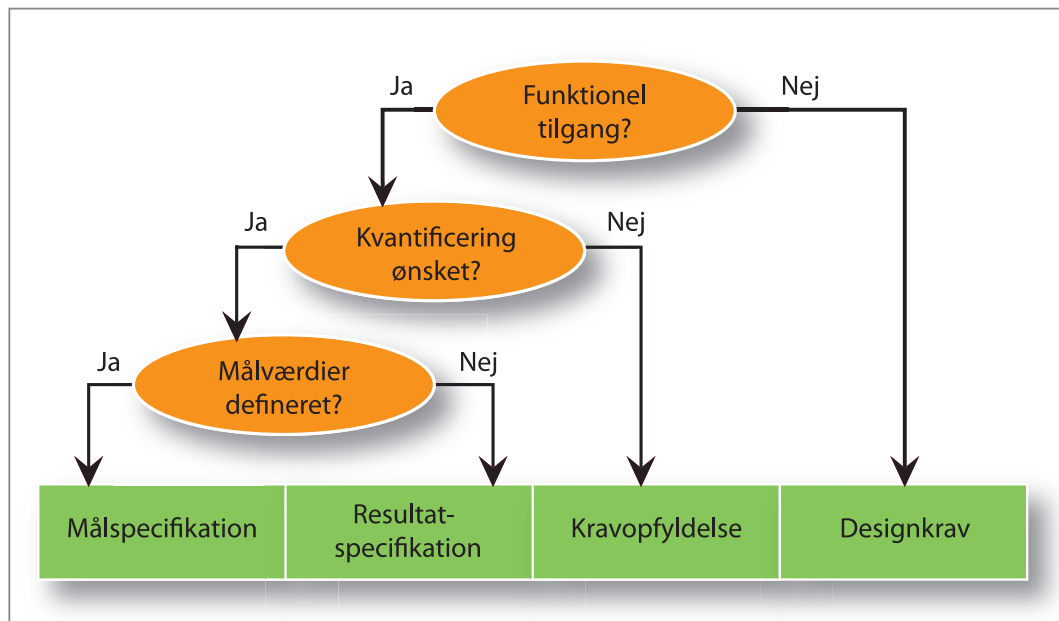 Ja
Funktionel
tilgang?
Nej
Ja
Kvantificering
ønsket?
Nej
Ja
Målværdier
defineret?
Nej
Målspecifikation
Resultat-
specifikation
Kravopfyldelse
Designkrav